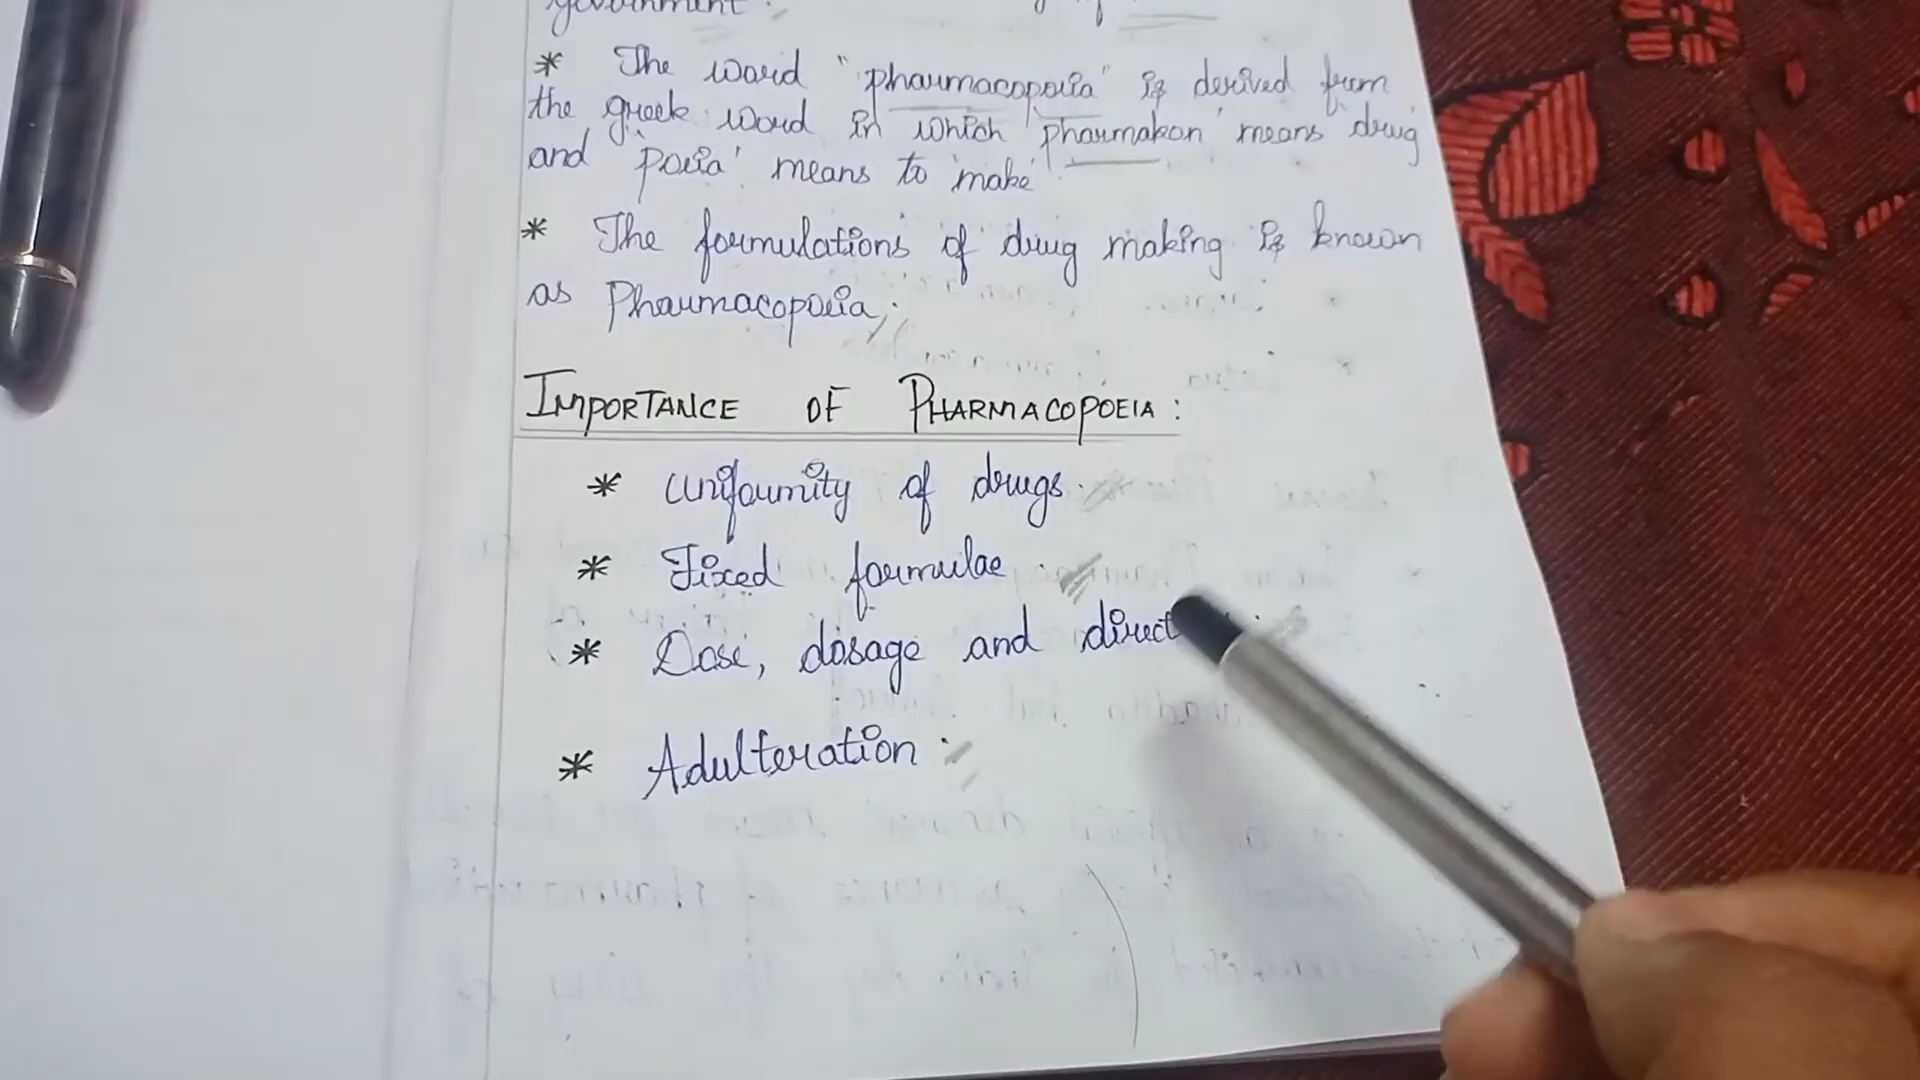 government.
* The word "pharmacopoeia" is derived from
the greek word in which 'pharmakon' means 'drug'
and 'poeia' means to 'make'.
* The formulations of drug making is known
as Pharmacopoeia.
IMPORTANCE OF PHARMACOPOEIA:
* Uniformity of drugs.
* Fixed formulae.
* Dose, dosage and direct
* Adulteration.